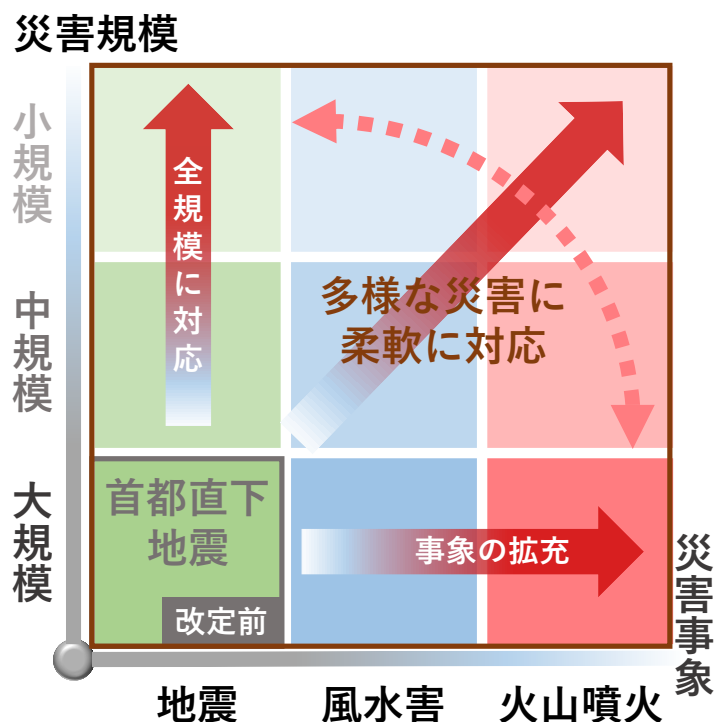 災害規模
小規模
中規模
大規模
全規模に対応
多様な災害に
柔軟に対応
首都直下
地震
改定前
事象の拡充
災害事象
地震
風水害
火山噴火